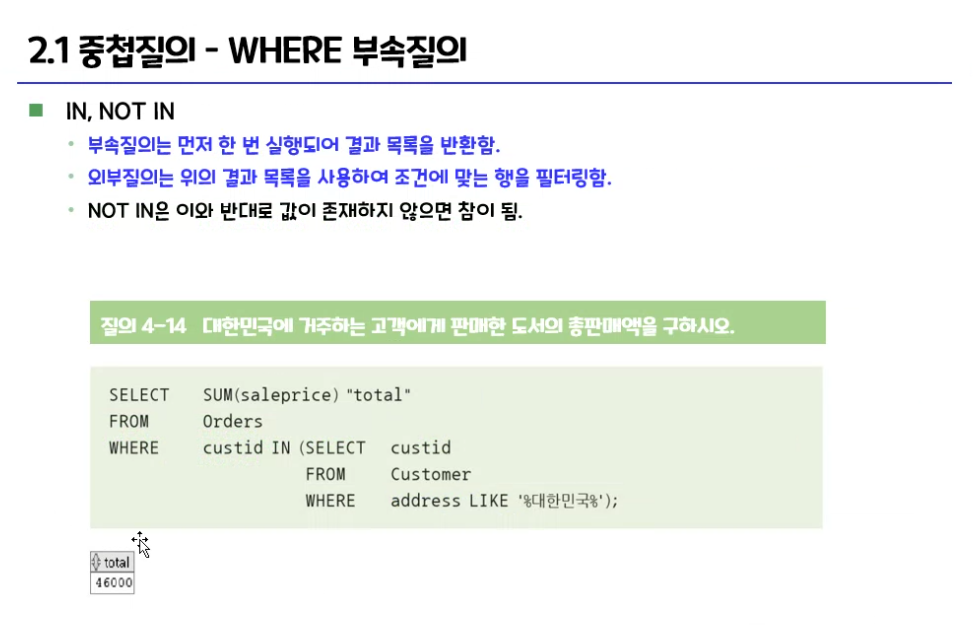 2.1 중첩질의 - WHERE 부속질의
IN, NOT IN
부속질의는 먼저 한 번 실행되어 결과 목록을 반환함.
외부질의는 위의 결과 목록을 사용하여 조건에 맞는 행을 필터링함.
NOT IN은 이와 반대로 값이 존재하지 않으면 참이 됨.
질의 4-14 대한민국에 거주하는 고객에게 판매한 도서의 총판매액을 구하시오.
SELECT SUM(saleprice) "total"
FROM Orders
WHERE custid IN (SELECT custid
FROM Customer
WHERE address LIKE '%대한민국%');
total
46000